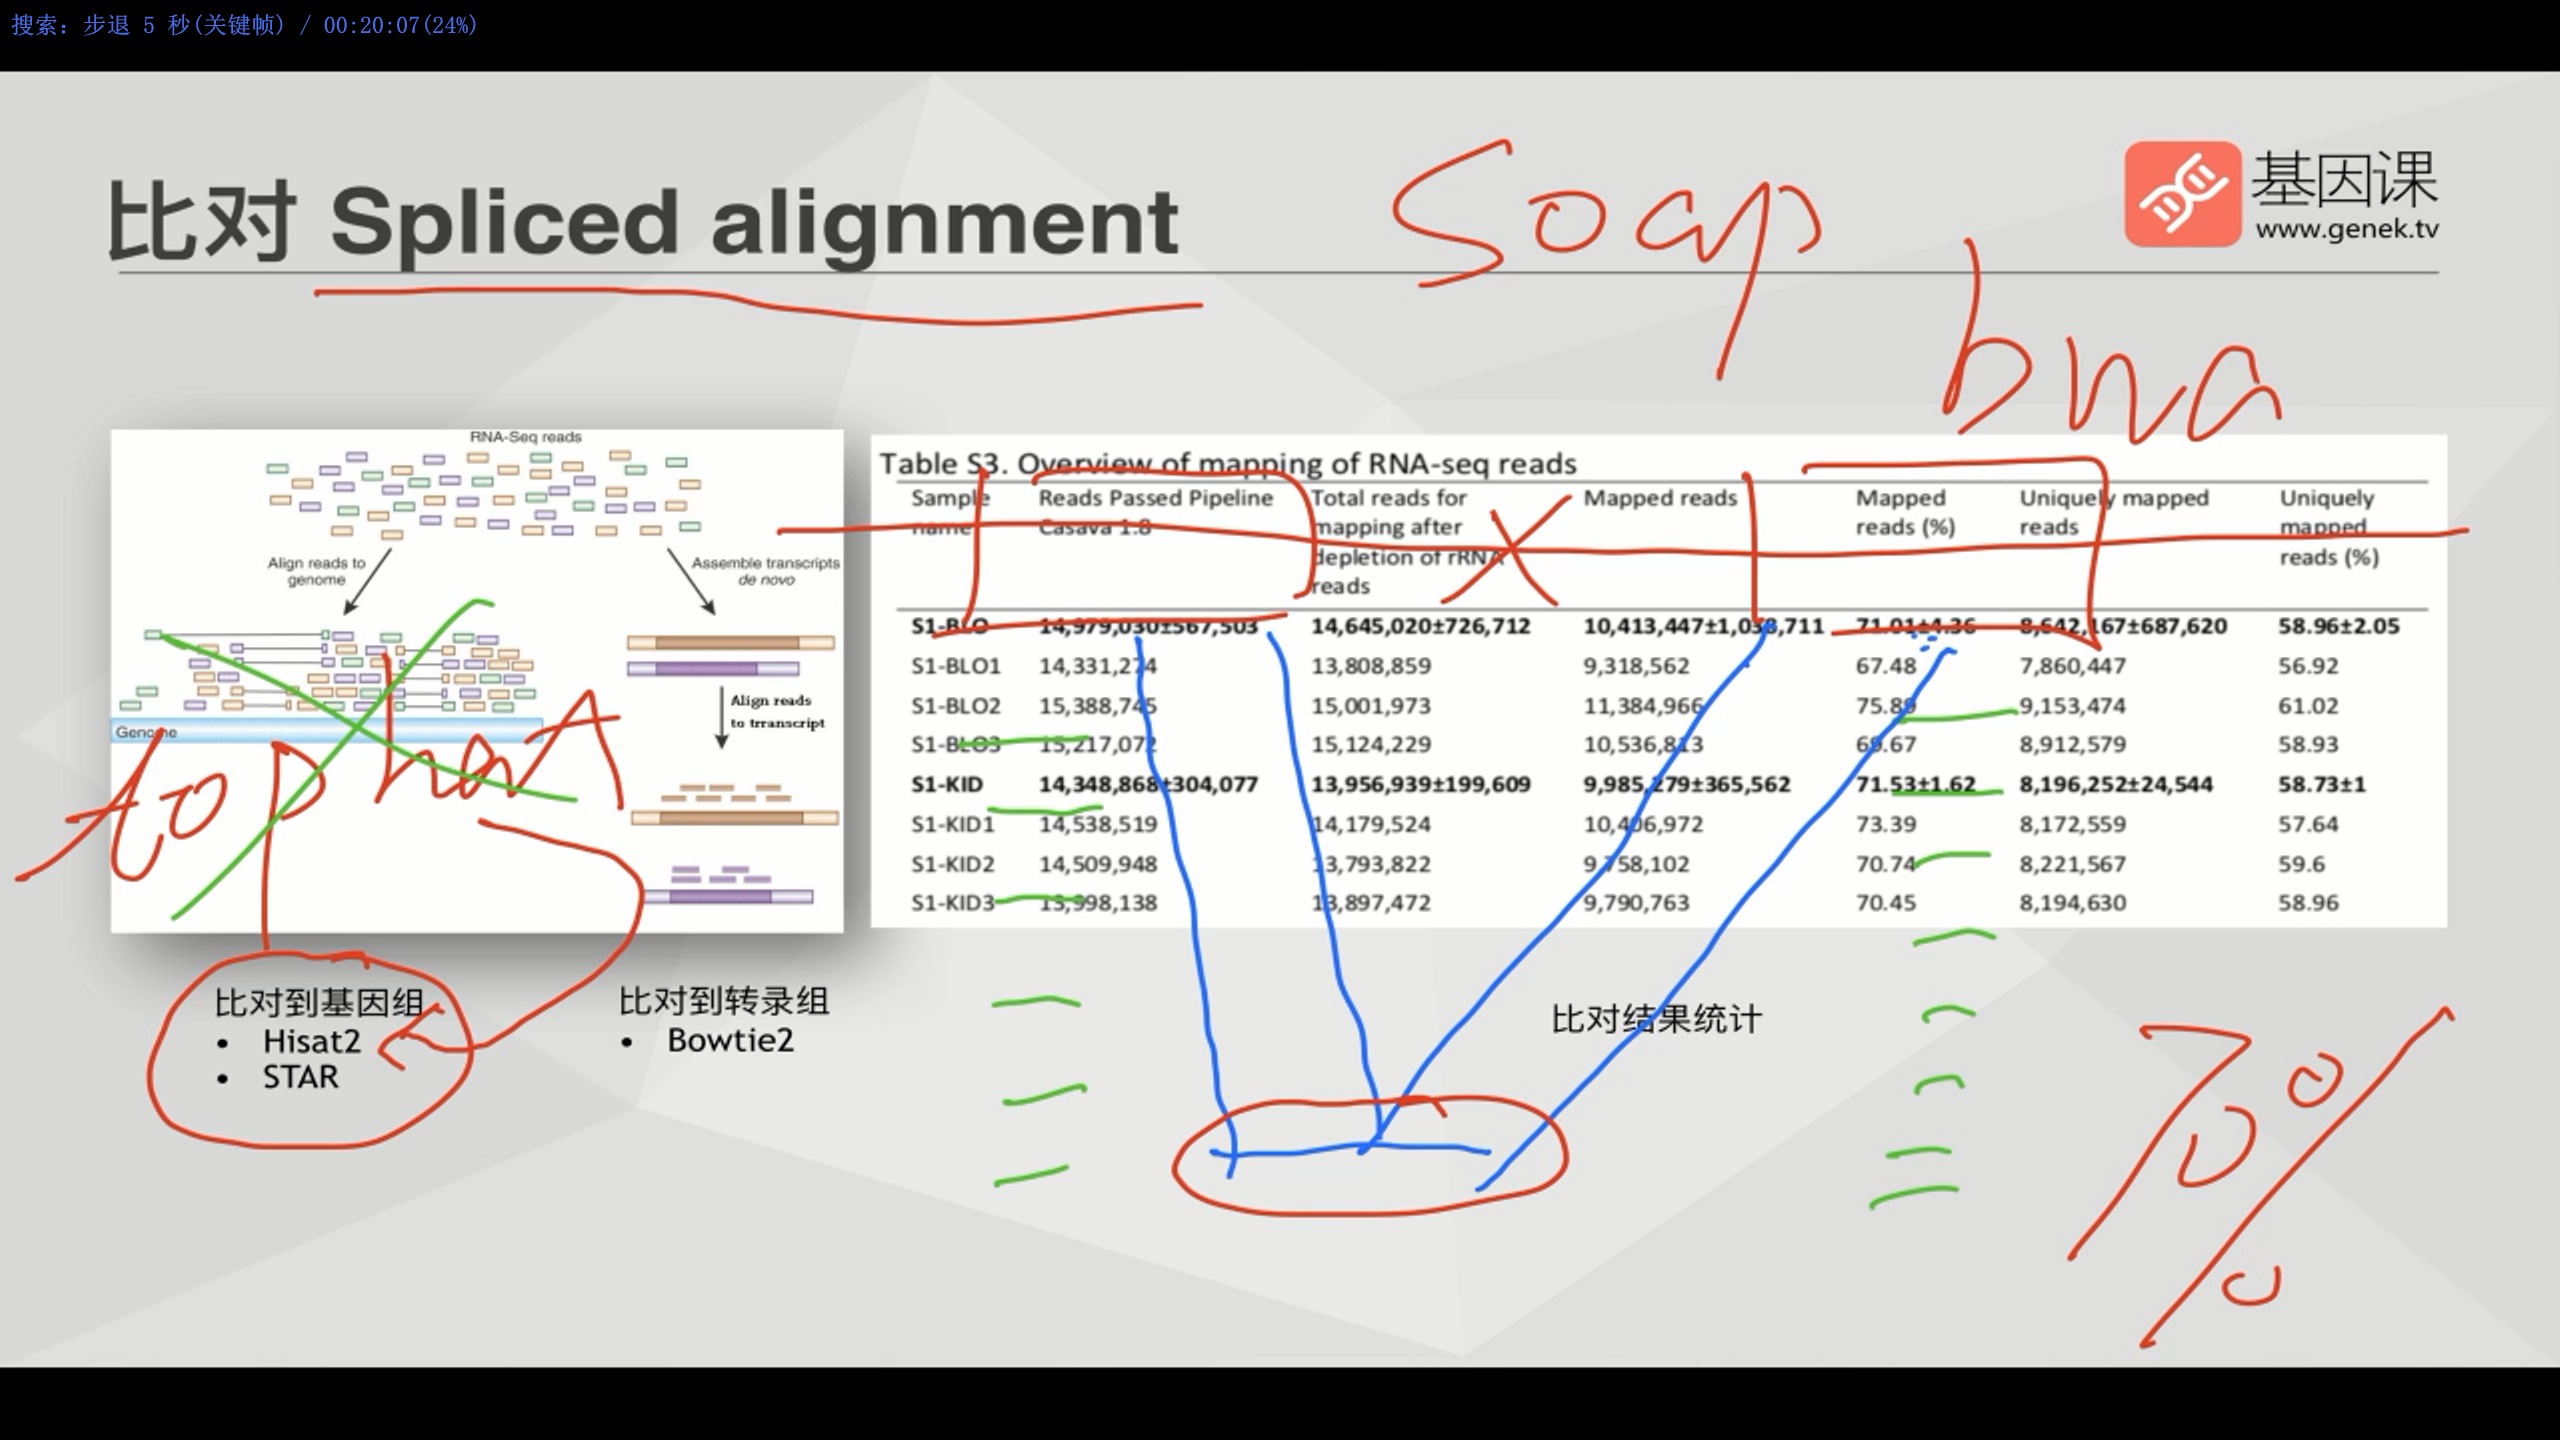 搜索: 步退 5 秒(关键帧) / 00:20:07(24%)
比对 Spliced alignment
Soap
bwa
基因课
www.genek.tv
RNA-Seq reads
Align reads to genome
Assemble transcripts de novo
Genome
Align reads to trranscript
top hat
比对到基因组
• Hisat2
• STAR
比对到转录组
• Bowtie2
Table S3. Overview of mapping of RNA-seq reads
Sample name Reads Passed Pipeline Casava 1.8 Total reads for mapping after depletion of rRNA reads Mapped reads Mapped reads (%) Uniquely mapped reads Uniquely mapped reads (%)
S1-BLO 14,979,030±567,503 14,645,020±726,712 10,413,447±1,038,711 71.01±4.36 8,642,167±687,620 58.96±2.05
S1-BLO1 14,331,274 13,808,859 9,318,562 67.48 7,860,447 56.92
S1-BLO2 15,388,745 15,001,973 11,384,966 75.89 9,153,474 61.02
S1-BLO3 15,217,072 15,124,229 10,536,813 69.67 8,912,579 58.93
S1-KID 14,348,868±304,077 13,956,939±199,609 9,985,279±365,562 71.53±1.62 8,196,252±24,544 58.73±1
S1-KID1 14,538,519 14,179,524 10,406,972 73.39 8,172,559 57.64
S1-KID2 14,509,948 13,793,822 9,758,102 70.74 8,221,567 59.6
S1-KID3 13,998,138 13,897,472 9,790,763 70.45 8,194,630 58.96
比对结果统计
70%